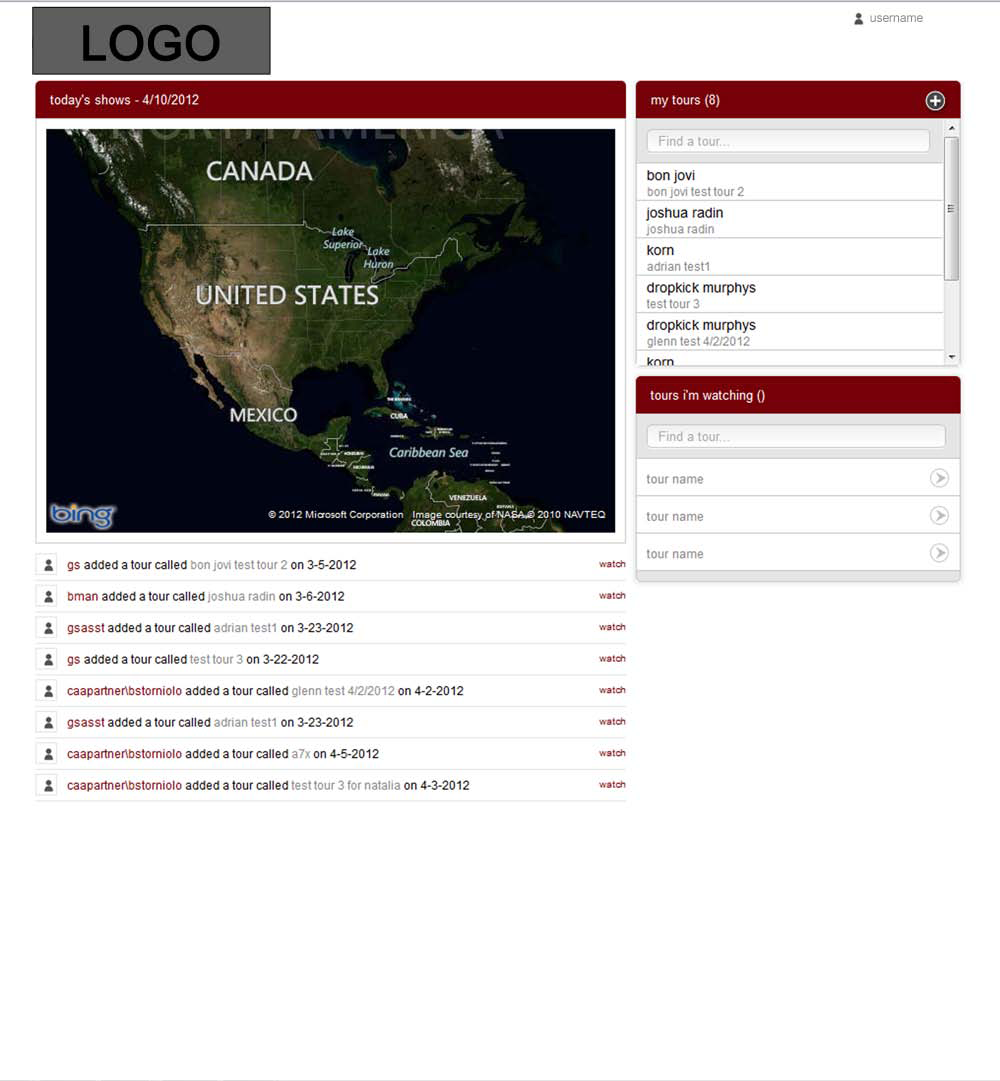 LOGO
username
today's shows - 4/10/2012
NORTH AMERICA
CANADA
Lake
Superior
Lake
Huron
UNITED STATES
MEXICO
CUBA
Caribbean Sea
PANAMA
VENEZUELA
COLOMBIA
bing
© 2012 Microsoft Corporation Image courtesy of NASA © 2010 NAVTEQ
gs added a tour called bon jovi test tour 2 on 3-5-2012 watch
bman added a tour called joshua radin on 3-6-2012 watch
gsasst added a tour called adrian test1 on 3-23-2012 watch
gs added a tour called test tour 3 on 3-22-2012 watch
caapartner\bstorniolo added a tour called glenn test 4/2/2012 on 4-2-2012 watch
gsasst added a tour called adrian test1 on 3-23-2012 watch
caapartner\bstorniolo added a tour called a7x on 4-5-2012 watch
caapartner\bstorniolo added a tour called test tour 3 for natalia on 4-3-2012 watch
my tours (8)
Find a tour...
bon jovi
bon jovi test tour 2
joshua radin
joshua radin
korn
adrian test1
dropkick murphys
test tour 3
dropkick murphys
glenn test 4/2/2012
korn
tours i'm watching ()
Find a tour...
tour name
tour name
tour name